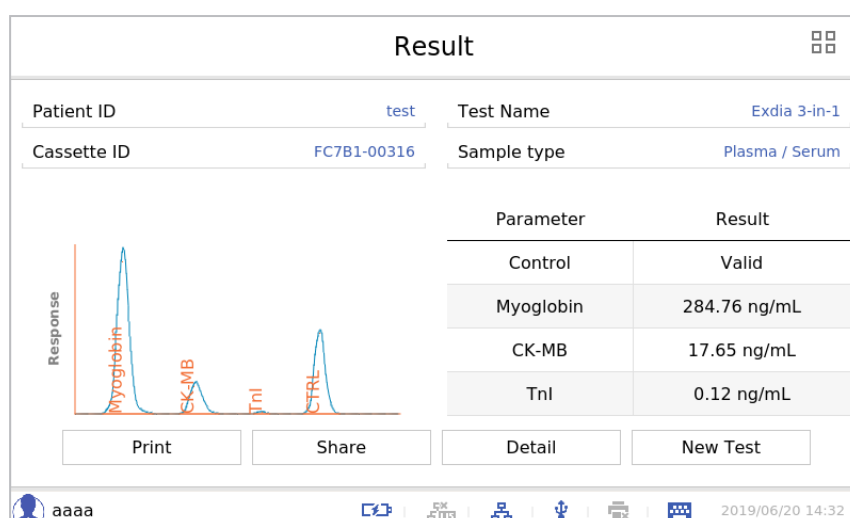 Result
Patient ID test Test Name Exdia 3-in-1
Cassette ID FC7B1-00316 Sample type Plasma / Serum
Parameter Result
Control Valid
Myoglobin 284.76 ng/mL
CK-MB 17.65 ng/mL
TnI 0.12 ng/mL
Response
Myoglobin
CK-MB
TnI
CTRL
Print Share Detail New Test
aaaa 2019/06/20 14:32